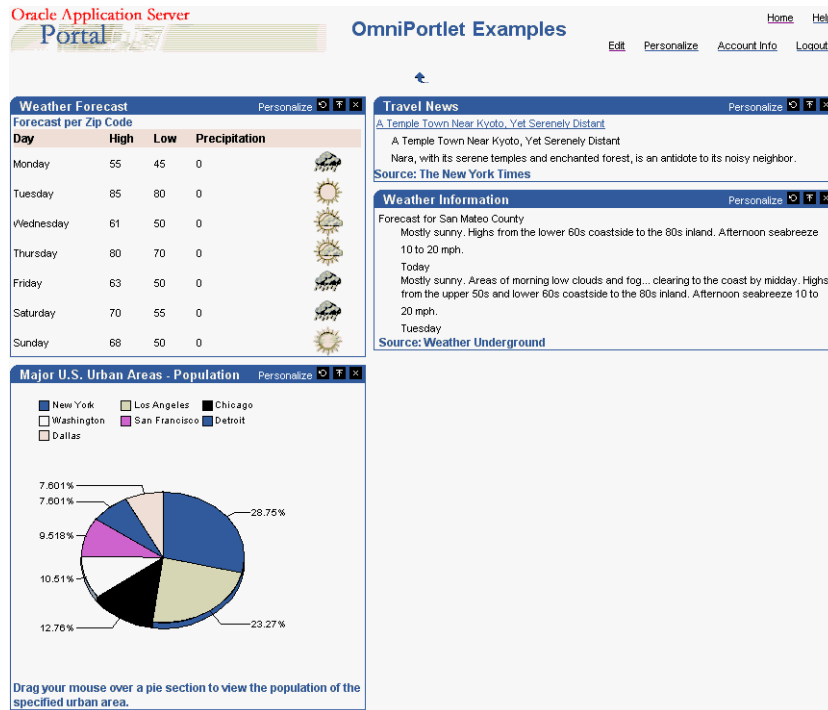 Oracle Application Server
Portal
OmniPortlet Examples
Home Help
Edit Personalize Account Info Logout
Weather Forecast Personalize
Forecast per Zip Code
Day High Low Precipitation
Monday 55 45 0
Tuesday 85 80 0
Wednesday 61 50 0
Thursday 80 70 0
Friday 63 50 0
Saturday 70 55 0
Sunday 68 50 0
Travel News Personalize
A Temple Town Near Kyoto, Yet Serenely Distant
A Temple Town Near Kyoto, Yet Serenely Distant
Nara, with its serene temples and enchanted forest, is an antidote to its noisy neighbor.
Source: The New York Times
Weather Information Personalize
Forecast for San Mateo County
Mostly sunny. Highs from the lower 60s coastside to the 80s inland. Afternoon seabreeze
10 to 20 mph.
Today
Mostly sunny. Areas of morning low clouds and fog... clearing to the coast by midday. Highs
from the upper 50s and lower 60s coastside to the 80s inland. Afternoon seabreeze 10 to
20 mph.
Tuesday
Source: Weather Underground
Major U.S. Urban Areas - Population Personalize
New York Los Angeles Chicago
Washington San Francisco Detroit
Dallas
7.601%
7.601%
28.75%
9.518%
10.51%
12.76%
23.27%
Drag your mouse over a pie section to view the population of the
specified urban area.